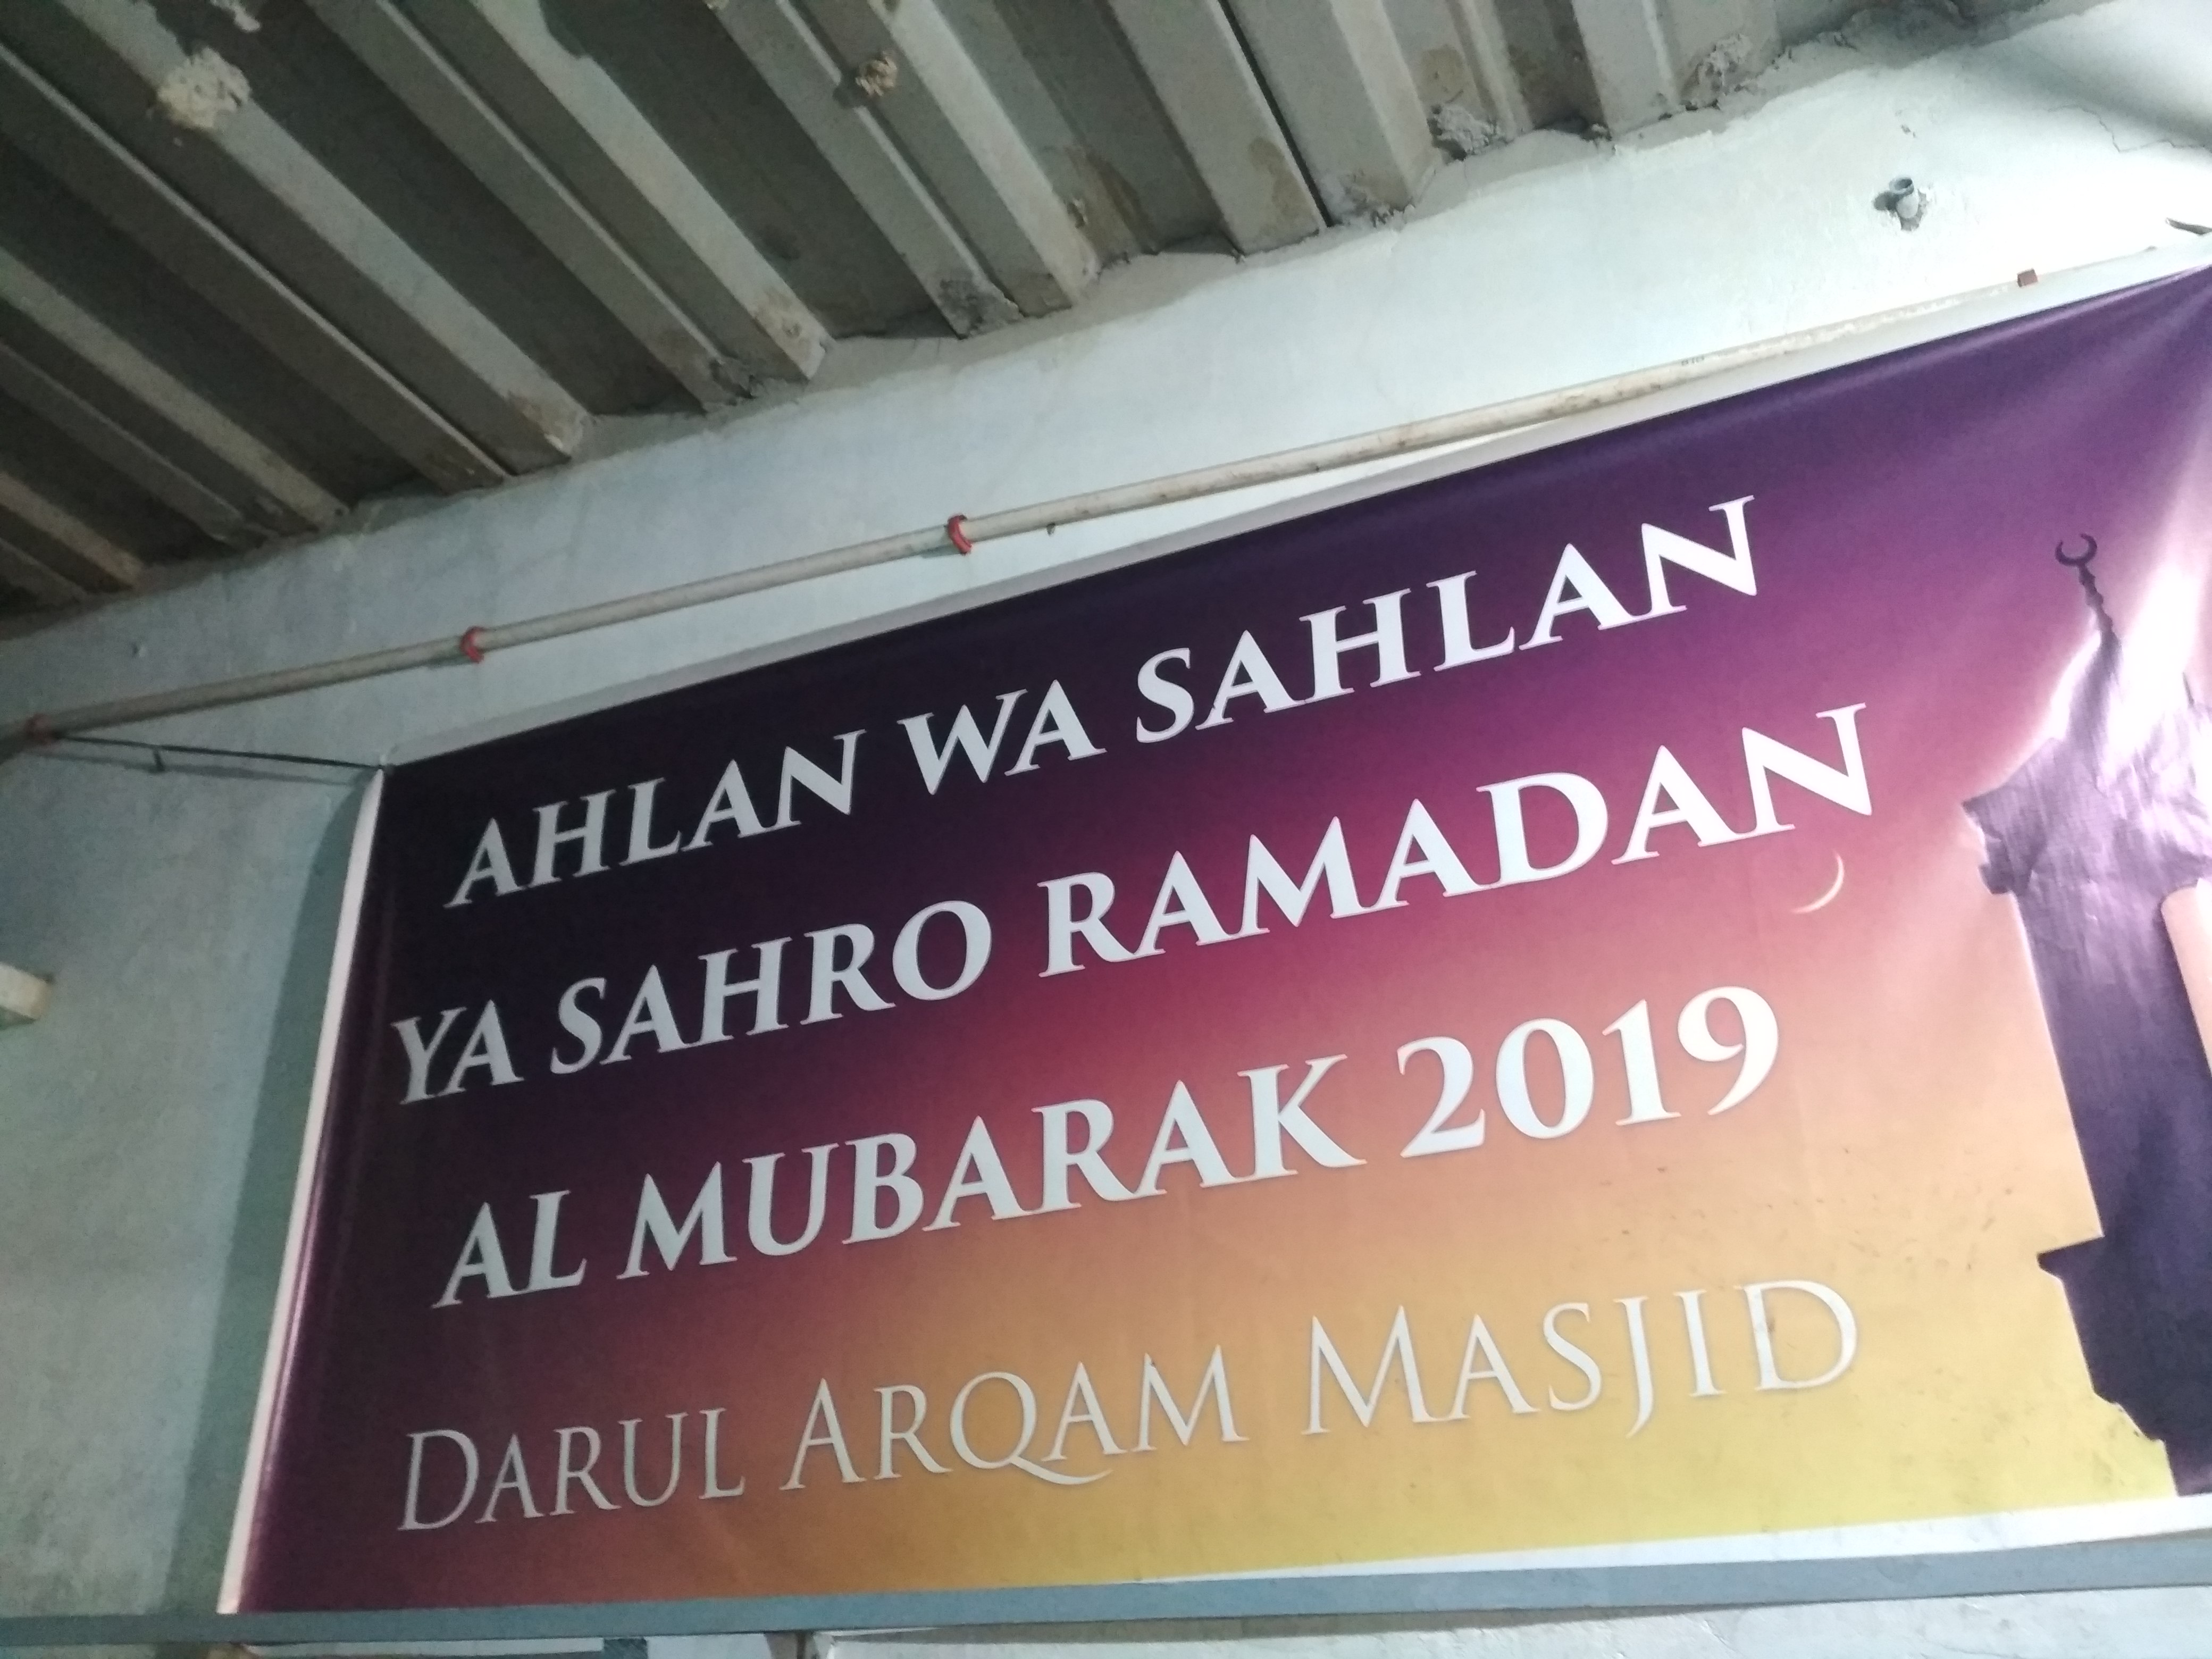 AHLAN WA SAHLAN
YA SAHRO RAMADAN
AL MUBARAK 2019
DARUL ARQAM MASJID